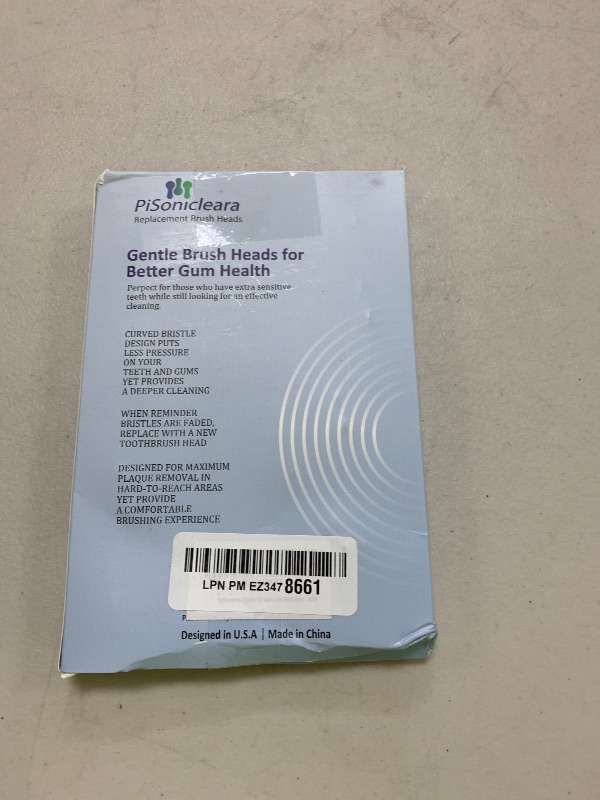 PiSonicleara
Replacement Brush Heads
Gentle Brush Heads for
Better Gum Health
Perpect for those who have extra sensitive
teeth while still looking for an effective
cleaning.
CURVED BRISTLE
DESIGN PUTS
LESS PRESSURE
ON YOUR
TEETH AND GUMS
YET PROVIDES
A DEEPER CLEANING
WHEN REMINDER
BRISTLES ARE FADED,
REPLACE WITH A NEW
TOOTHBRUSH HEAD
DESIGNED FOR MAXIMUM
PLAQUE REMOVAL IN
HARD-TO-REACH AREAS
YET PROVIDE
A COMFORTABLE
BRUSHING EXPERIENCE
LPN PM EZ347 8661
Designed in U.S.A | Made in China